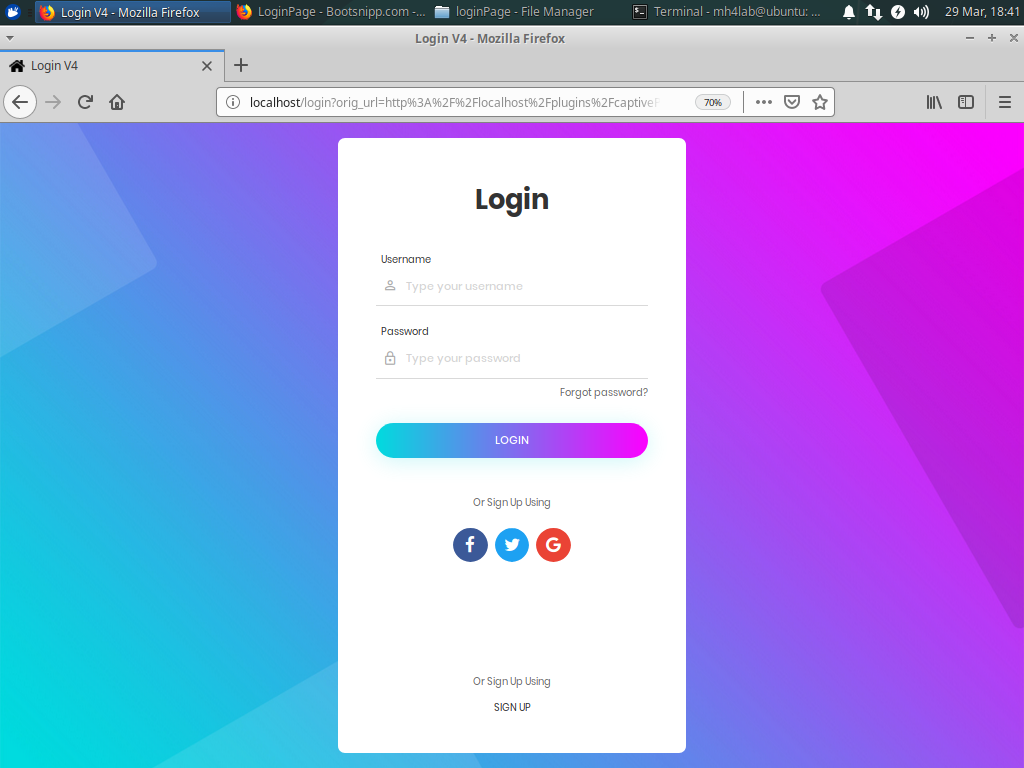 Login V4 - Mozilla Firefox
LoginPage - Bootsnipp.com -...
loginPage - File Manager
Terminal - mh4lab@ubuntu: ...
29 Mar, 18:41
Login V4 - Mozilla Firefox
Login V4
localhost/login?orig_url=http%3A%2F%2Flocalhost%2Fplugins%2Fcaptive
70%
Login
Username
Type your username
Password
Type your password
Forgot password?
LOGIN
Or Sign Up Using
Or Sign Up Using
SIGN UP